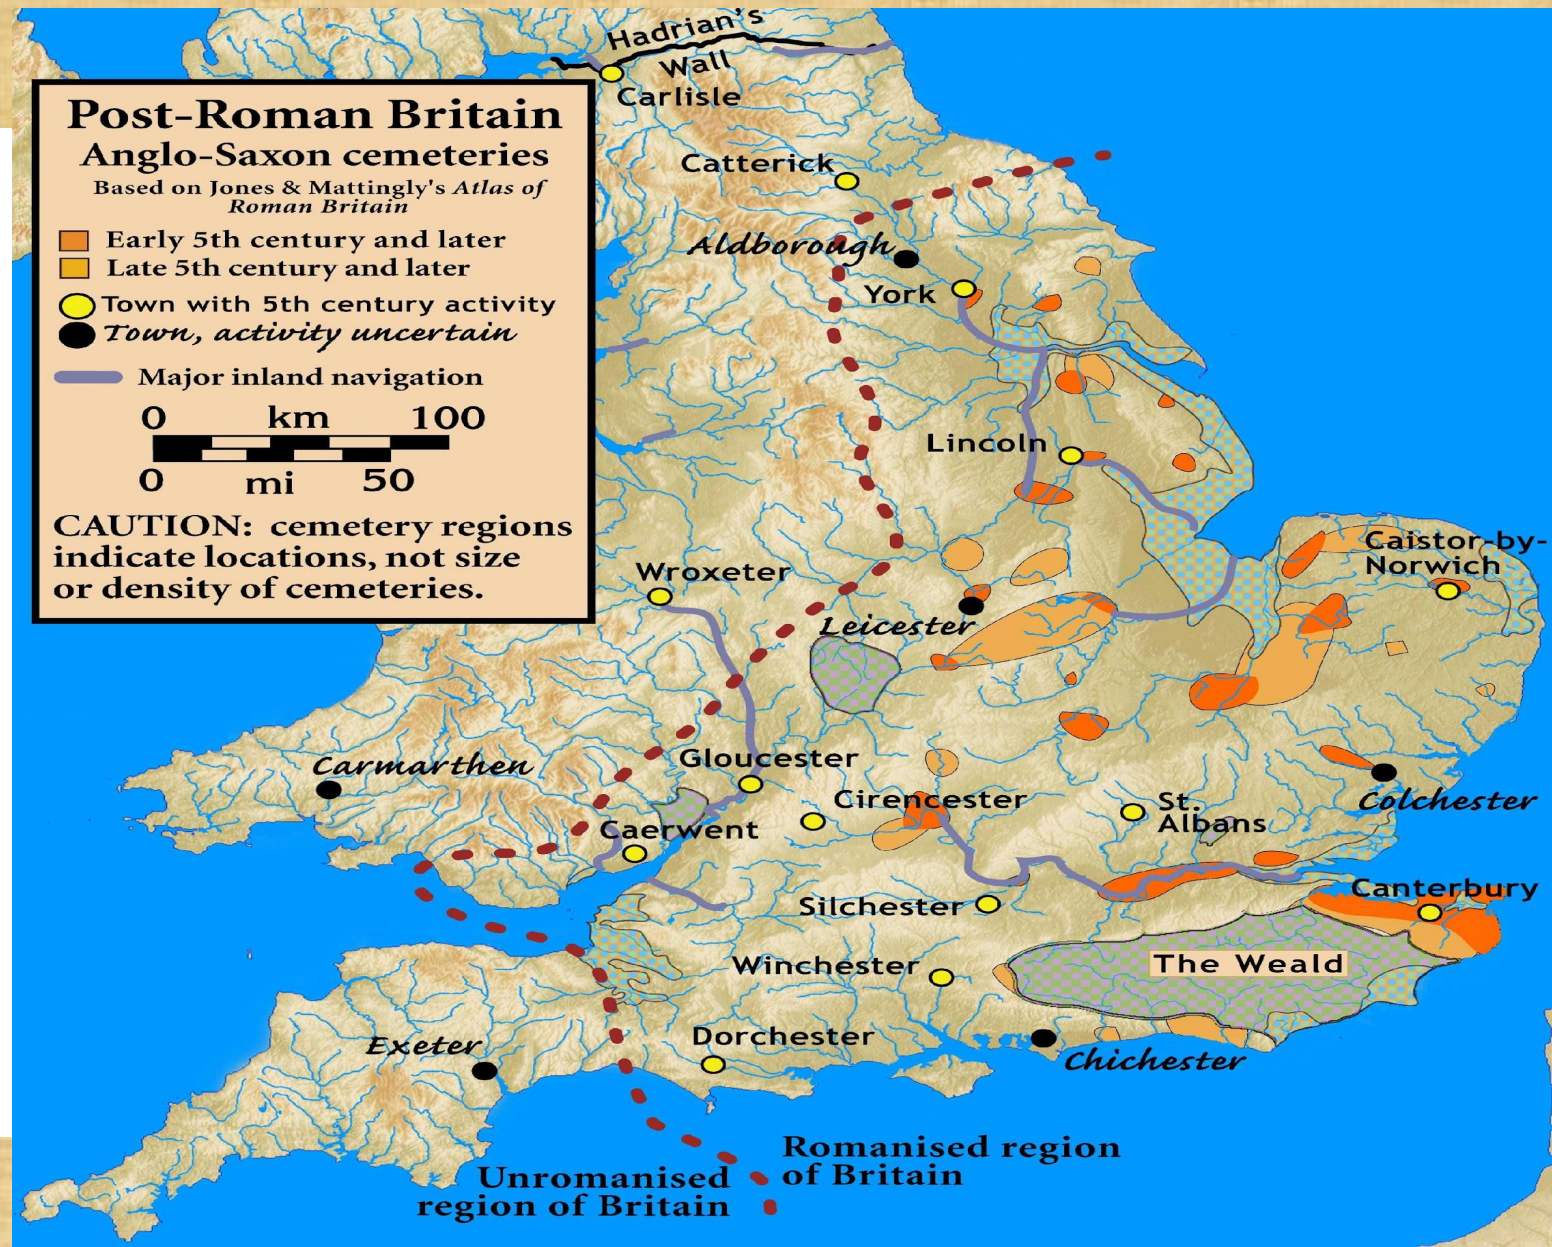 Hadrian's
Wall
Carlisle
Post-Roman Britain
Anglo-Saxon cemeteries
Based on Jones & Mattingly's Atlas of
Roman Britain
Early 5th century and later
Late 5th century and later
Town with 5th century activity
Town, activity uncertain
Major inland navigation
0 km 100
0 mi 50
CAUTION: cemetery regions
indicate locations, not size
or density of cemeteries.
Catterick
Aldborough
York
Lincoln
Caistor-by-
Norwich
Wroxeter
Leicester
Carmarthen
Gloucester
Cirencester
St.
Albans
Colchester
Caerwent
Canterbury
Silchester
The Weald
Winchester
Exeter
Dorchester
Chichester
Romanised region
of Britain
Unromanised
region of Britain